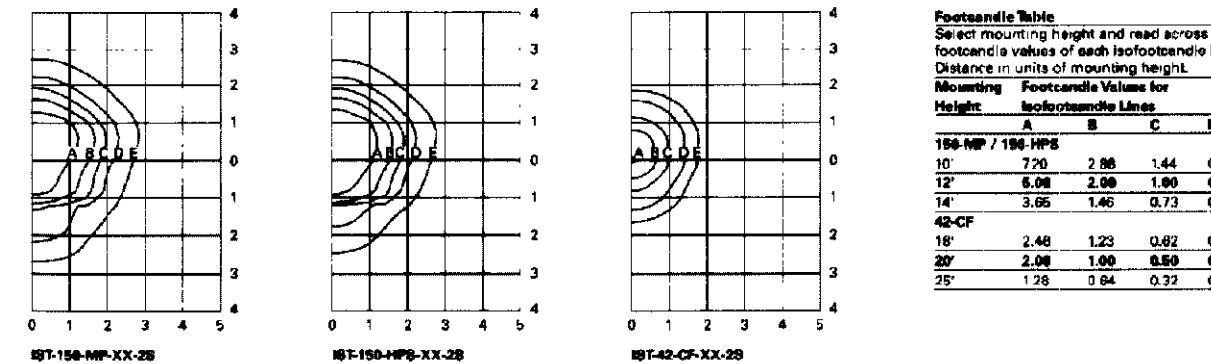 4
3
2
1
0
1
2
3
4
A B C D E
0 1 2 3 4 5
IST-150-MP-XX-2S
4
3
2
1
0
1
2
3
4
A B C D E
0 1 2 3 4 5
IST-150-HPS-XX-2S
4
3
2
1
0
1
2
3
4
A B C D E
0 1 2 3 4 5
IST-42-CF-XX-2S
Footcandle Table
Select mounting height and read across
footcandle values of each isofootcandle
Distance in units of mounting height.
Mounting Footcandle Values for
Height Isofootcandle Lines
A B C
150-MP / 150-HPS
10' 7.20 2.88 1.44
12' 5.00 2.00 1.00
14' 3.65 1.46 0.73
42-CF
18' 2.46 1.23 0.62
20' 2.00 1.00 0.50
25' 1.28 0.64 0.32